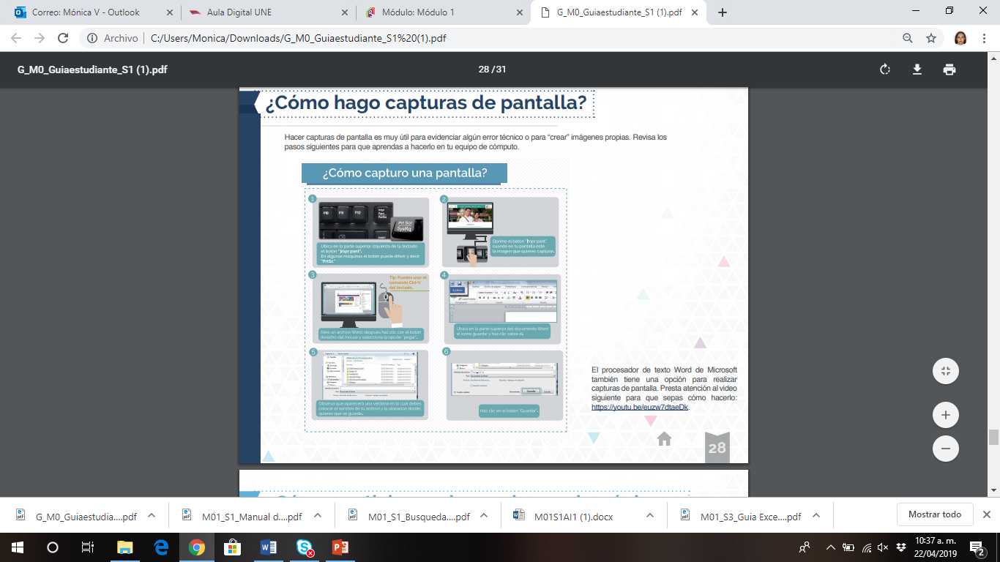 Correo: Mónica V - Outlook
Aula Digital UNE
Módulo: Módulo 1
G_M0_Guiaestudiante_S1 (1).pdf
Archivo
C:/Users/Monica/Downloads/G_M0_Guiaestudiante_S1%20(1).pdf
G_M0_Guiaestudiante_S1 (1).pdf
28 / 31
¿Cómo hago capturas de pantalla?
Hacer capturas de pantalla es muy útil para evidenciar algún error técnico o para “crear” imágenes propias. Revisa los
pasos siguientes para que aprendas a hacerlo en tu equipo de cómputo.
¿Cómo capturo una pantalla?
1
F10
F11
F12
Impr
Pant
PetSis
Prt Scr
SysRq
Ubica en la parte superior izquierda de tu teclado
el botón "Impr pant".
En algunas máquinas el botón puede diferir y decir
"PrtSc"
2
Oprime el botón "Impr pant"
cuando en tu pantalla esté
la imagen que quieres capturar.
3
Tip: Puedes usar el
comando Ctrl+V
del teclado.
Abre un archivo Word, después haz clic con el botón
derecho del mouse y selecciona la opción "pegar".
4
Archivo
Ubica en la parte superior del documento Word
el icono guardar y haz clic sobre él.
5
Observa que aparecerá una ventana en la cual debes
colocar el nombre de tu archivo y la ubicación donde
quieres que se guarde.
6
Guardar
Haz clic en el botón "Guardar".
El procesador de texto Word de Microsoft
también tiene una opción para realizar
capturas de pantalla. Presta atención al video
siguiente para que sepas cómo hacerlo:
https://youtu.be/euzw7dtaeDk.
28
G_M0_Guiaestudia....pdf
M01_S1_Manual d....pdf
M01_S1_Busqueda....pdf
M01S1AI1 (1).docx
M01_S3_Guia Exce....pdf
Mostrar todo
10:37 a. m.
22/04/2019
2